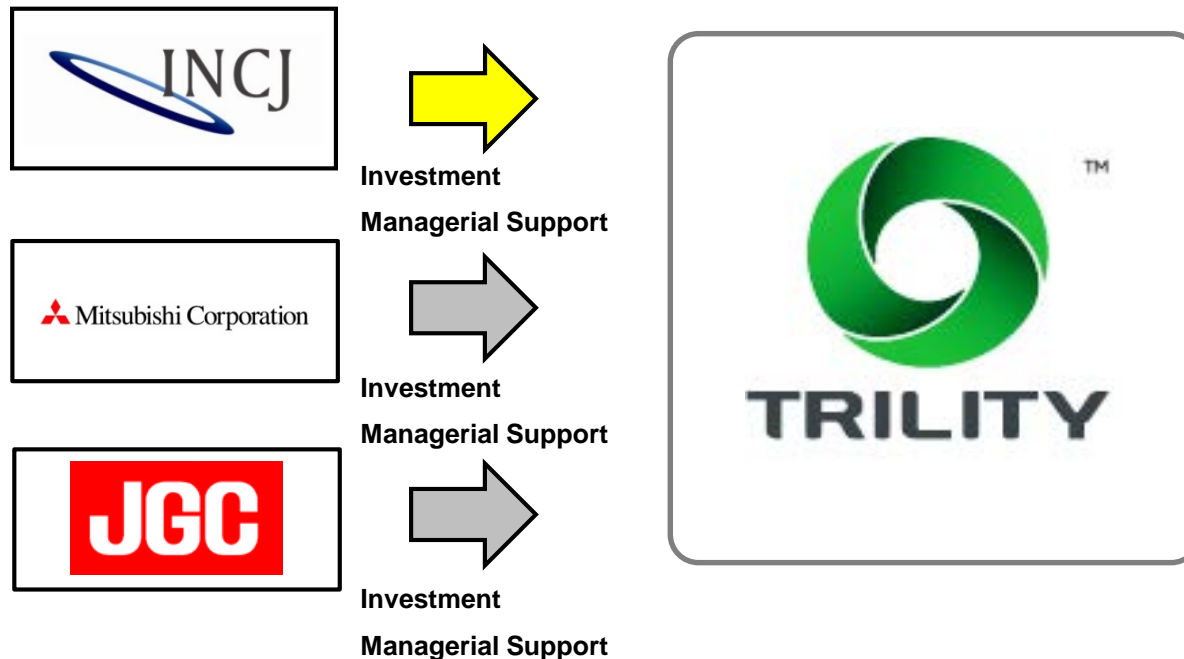 INCJ
Investment
Managerial Support
Mitsubishi Corporation
Investment
Managerial Support
JGC
Investment
Managerial Support
TM
TRILITY